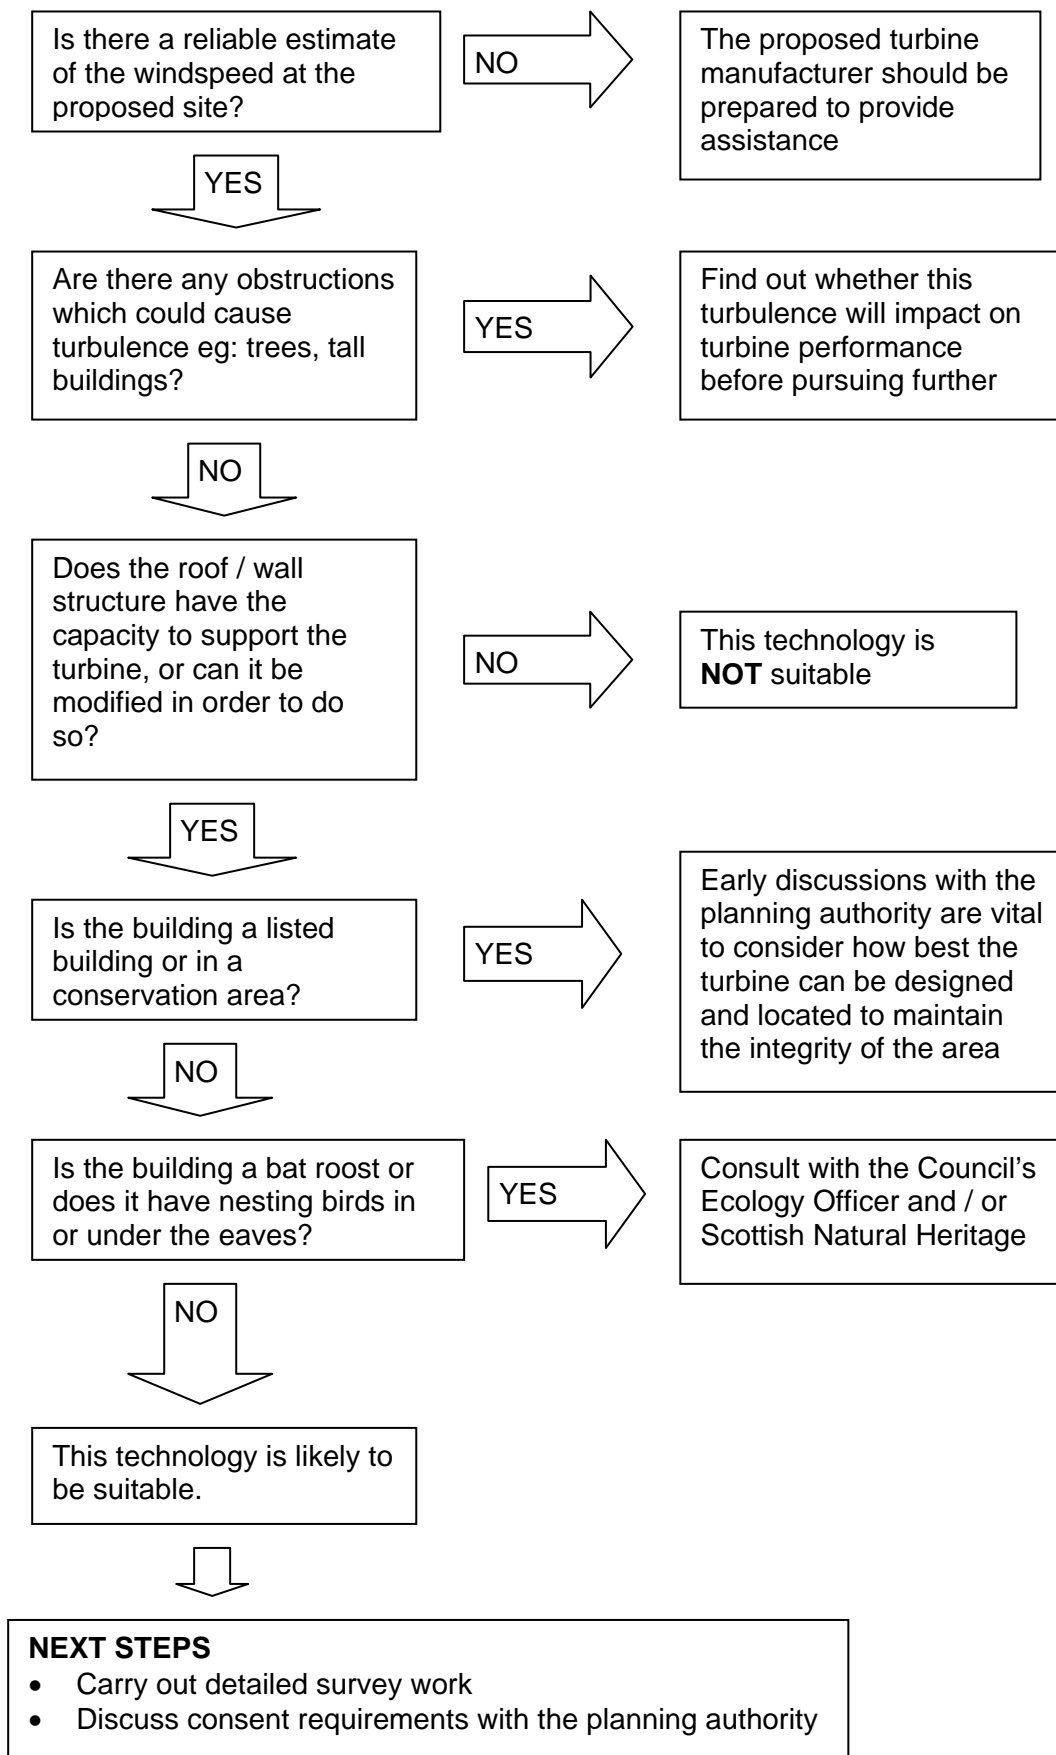 Is there a reliable estimate
of the windspeed at the
proposed site?
NO
The proposed turbine
manufacturer should be
prepared to provide
assistance
YES
Are there any obstructions
which could cause
turbulence eg: trees, tall
buildings?
YES
Find out whether this
turbulence will impact on
turbine performance
before pursuing further
NO
Does the roof / wall
structure have the
capacity to support the
turbine, or can it be
modified in order to do
so?
NO
This technology is
NOT suitable
YES
Is the building a listed
building or in a
conservation area?
YES
Early discussions with the
planning authority are vital
to consider how best the
turbine can be designed
and located to maintain
the integrity of the area
NO
Is the building a bat roost or
does it have nesting birds in
or under the eaves?
YES
Consult with the Council’s
Ecology Officer and / or
Scottish Natural Heritage
NO
This technology is likely to
be suitable.
NEXT STEPS
• Carry out detailed survey work
• Discuss consent requirements with the planning authority